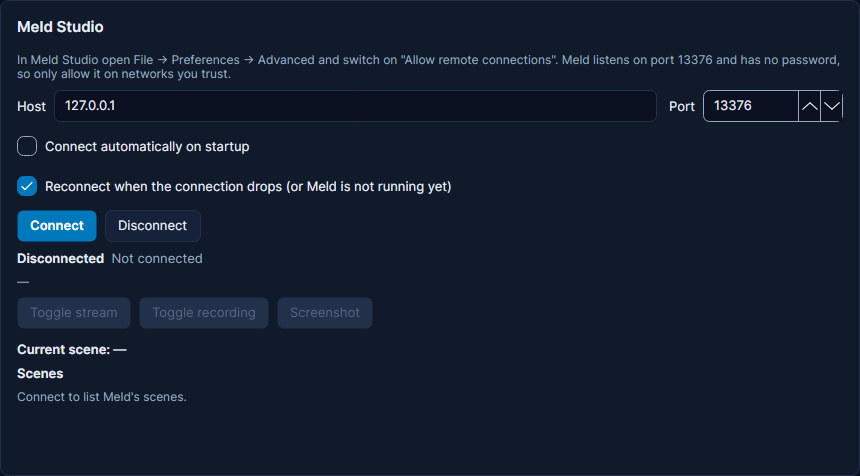 Meld Studio
In Meld Studio open File → Preferences → Advanced and switch on "Allow remote connections". Meld listens on port 13376 and has no password,
so only allow it on networks you trust.
Host 127.0.0.1 Port 13376
Connect automatically on startup
Reconnect when the connection drops (or Meld is not running yet)
Connect Disconnect
Disconnected Not connected
—
Toggle stream Toggle recording Screenshot
Current scene: —
Scenes
Connect to list Meld's scenes.